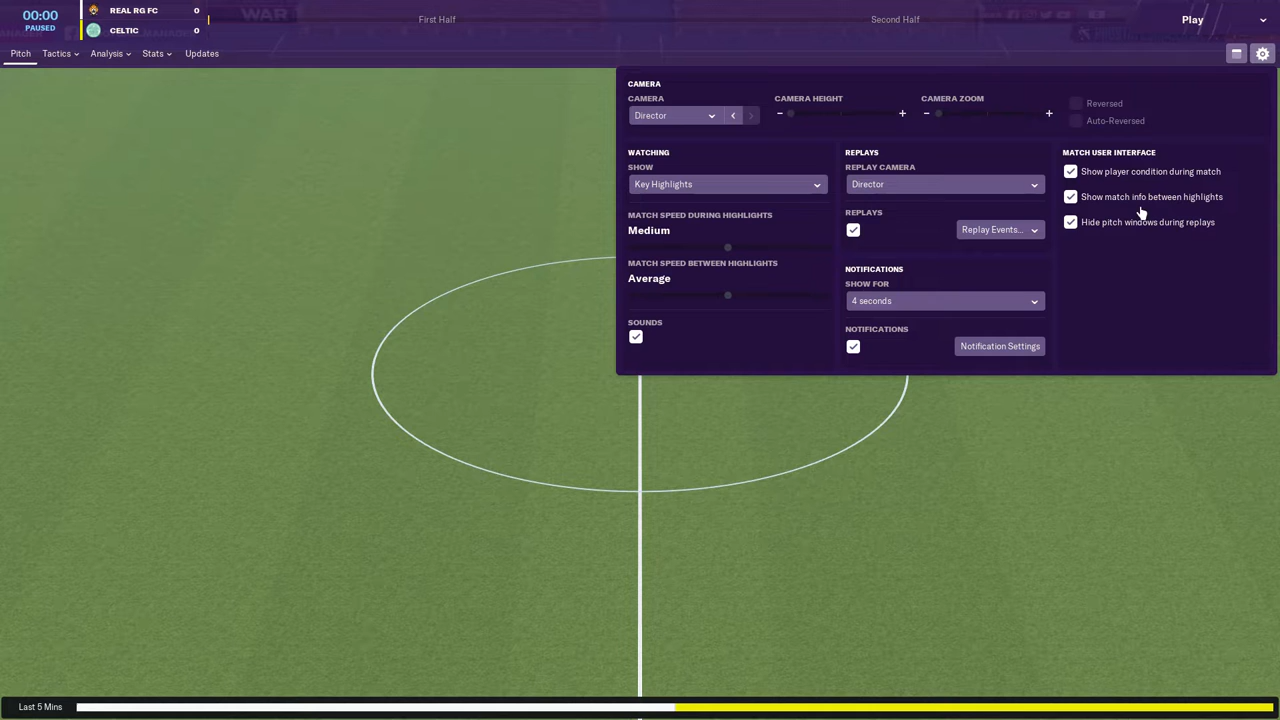 00:00
PAUSED
REAL RG FC 0
CELTIC 0
First Half
Second Half
Play
Pitch
Tactics
Analysis
Stats
Updates
CAMERA
CAMERA
Director
CAMERA HEIGHT
CAMERA ZOOM
Reversed
Auto-Reversed
WATCHING
SHOW
Key Highlights
MATCH SPEED DURING HIGHLIGHTS
Medium
MATCH SPEED BETWEEN HIGHLIGHTS
Average
SOUNDS
REPLAYS
REPLAY CAMERA
Director
REPLAYS
Replay Events...
NOTIFICATIONS
SHOW FOR
4 seconds
NOTIFICATIONS
Notification Settings
MATCH USER INTERFACE
Show player condition during match
Show match info between highlights
Hide pitch windows during replays
Last 5 Mins